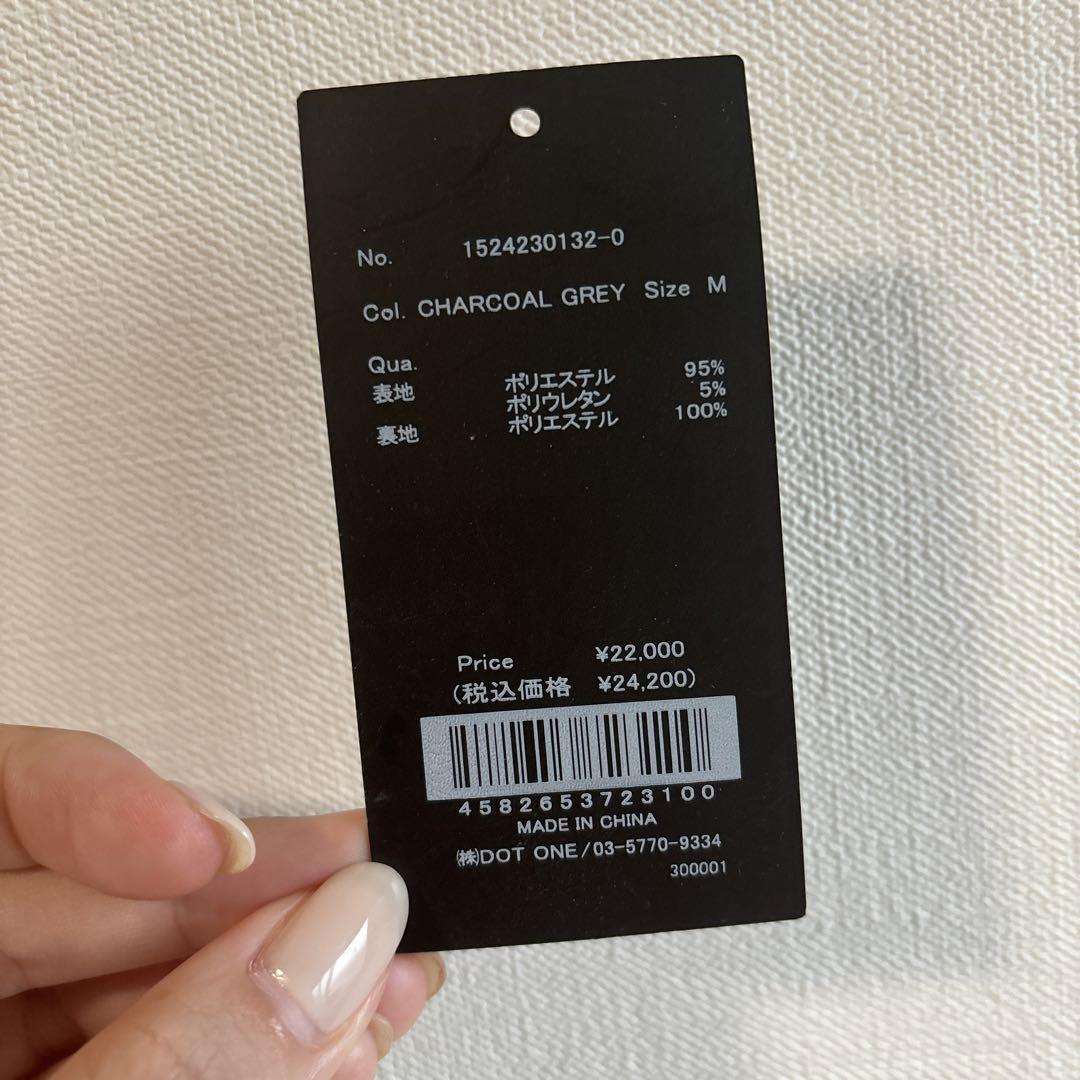 No. 1524230132-0
Col. CHARCOAL GREY Size M
Qua.
表地 ポリエステル 95%
ポリウレタン 5%
裏地 ポリエステル 100%
Price ¥22,000
(税込価格 ¥24,200)
4582653723100
MADE IN CHINA
㈱DOT ONE/03-5770-9334
300001